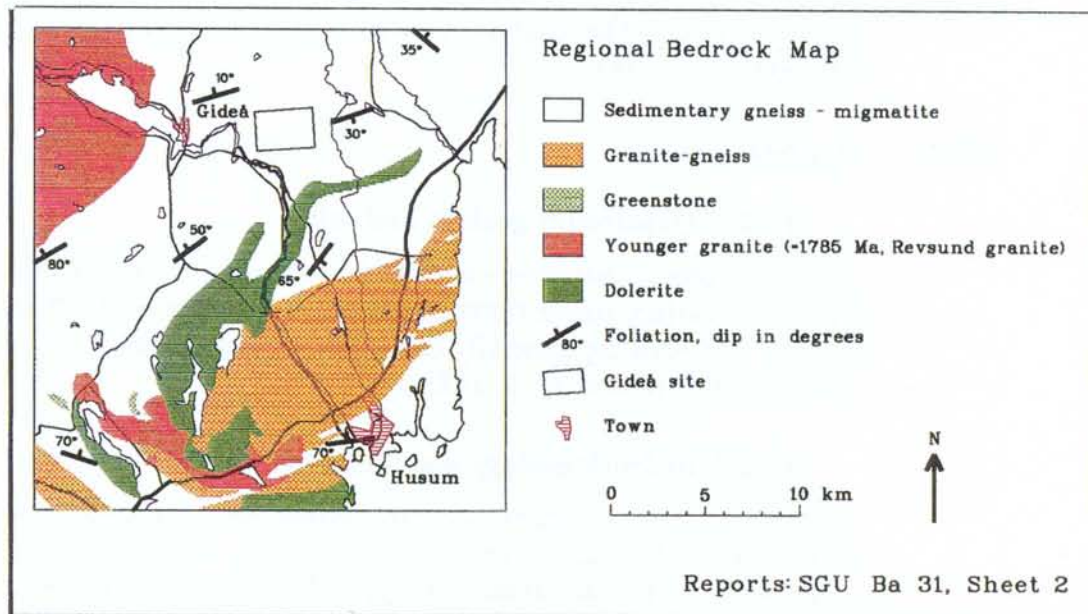 35°
10°
Gideå
30°
50°
80°
65°
70°
70°
Husum
Regional Bedrock Map
Sedimentary gneiss - migmatite
Granite-gneiss
Greenstone
Younger granite (~1785 Ma, Revsund granite)
Dolerite
80° Foliation, dip in degrees
Gideå site
Town
0 5 10 km
N
Reports: SGU Ba 31, Sheet 2